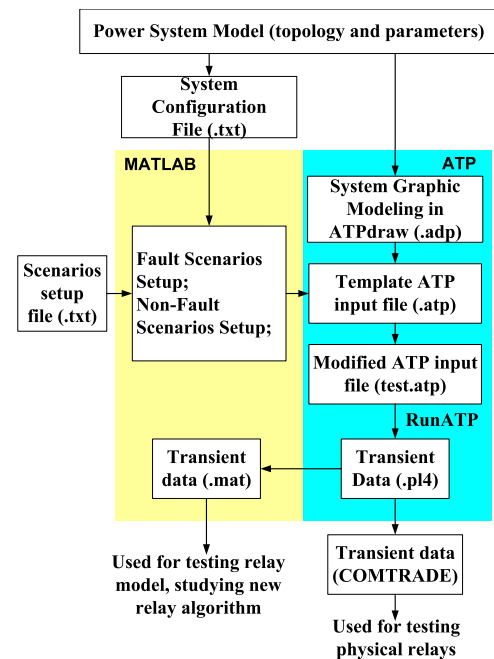 Power System Model (topology and parameters)
System
Configuration
File (.txt)
MATLAB
ATP
System Graphic
Modeling in
ATPdraw (.adp)
Scenarios
setup
file (.txt)
Fault Scenarios
Setup;
Non-Fault
Scenarios Setup;
Template ATP
input file (.atp)
Modified ATP input
file (test.atp)
RunATP
Transient
data (.mat)
Transient
Data (.pl4)
Used for testing relay
model, studying new
relay algorithm
Transient data
(COMTRADE)
Used for testing
physical relays